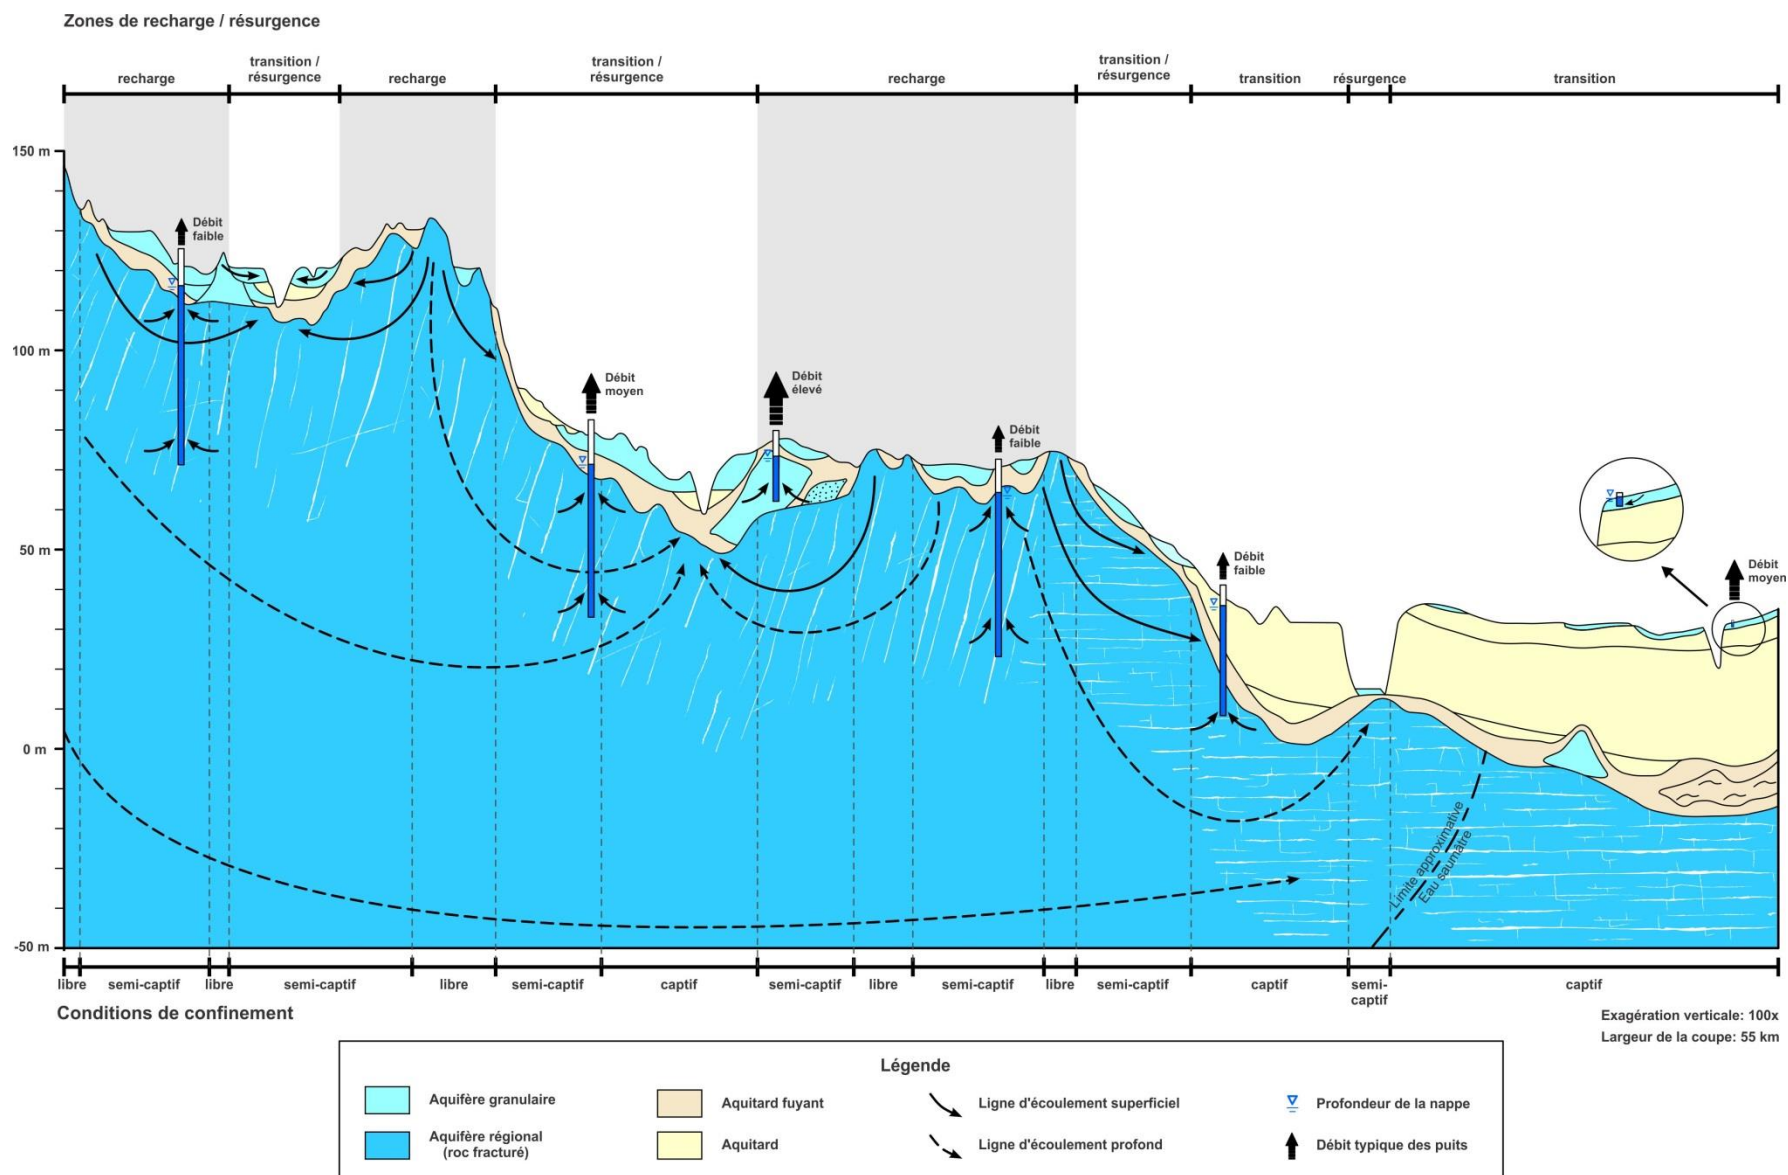 Zones de recharge / résurgence
recharge
transition /
résurgence
recharge
transition /
résurgence
recharge
transition /
résurgence
transition
résurgence
transition
150 m
100 m
50 m
0 m
-50 m
Débit
faible
Débit
moyen
Débit
élevé
Débit
faible
Débit
faible
Débit
moyen
Limite approximative
Eau saumâtre
libre
semi-captif
libre
semi-captif
libre
semi-captif
captif
semi-captif
libre
semi-captif
libre
semi-captif
captif
semi-
captif
captif
Conditions de confinement
Exagération verticale: 100x
Largeur de la coupe: 55 km
Légende
Aquifère granulaire
Aquitard fuyant
Ligne d'écoulement superficiel
Profondeur de la nappe
Aquifère régional
(roc fracturé)
Aquitard
Ligne d'écoulement profond
Débit typique des puits